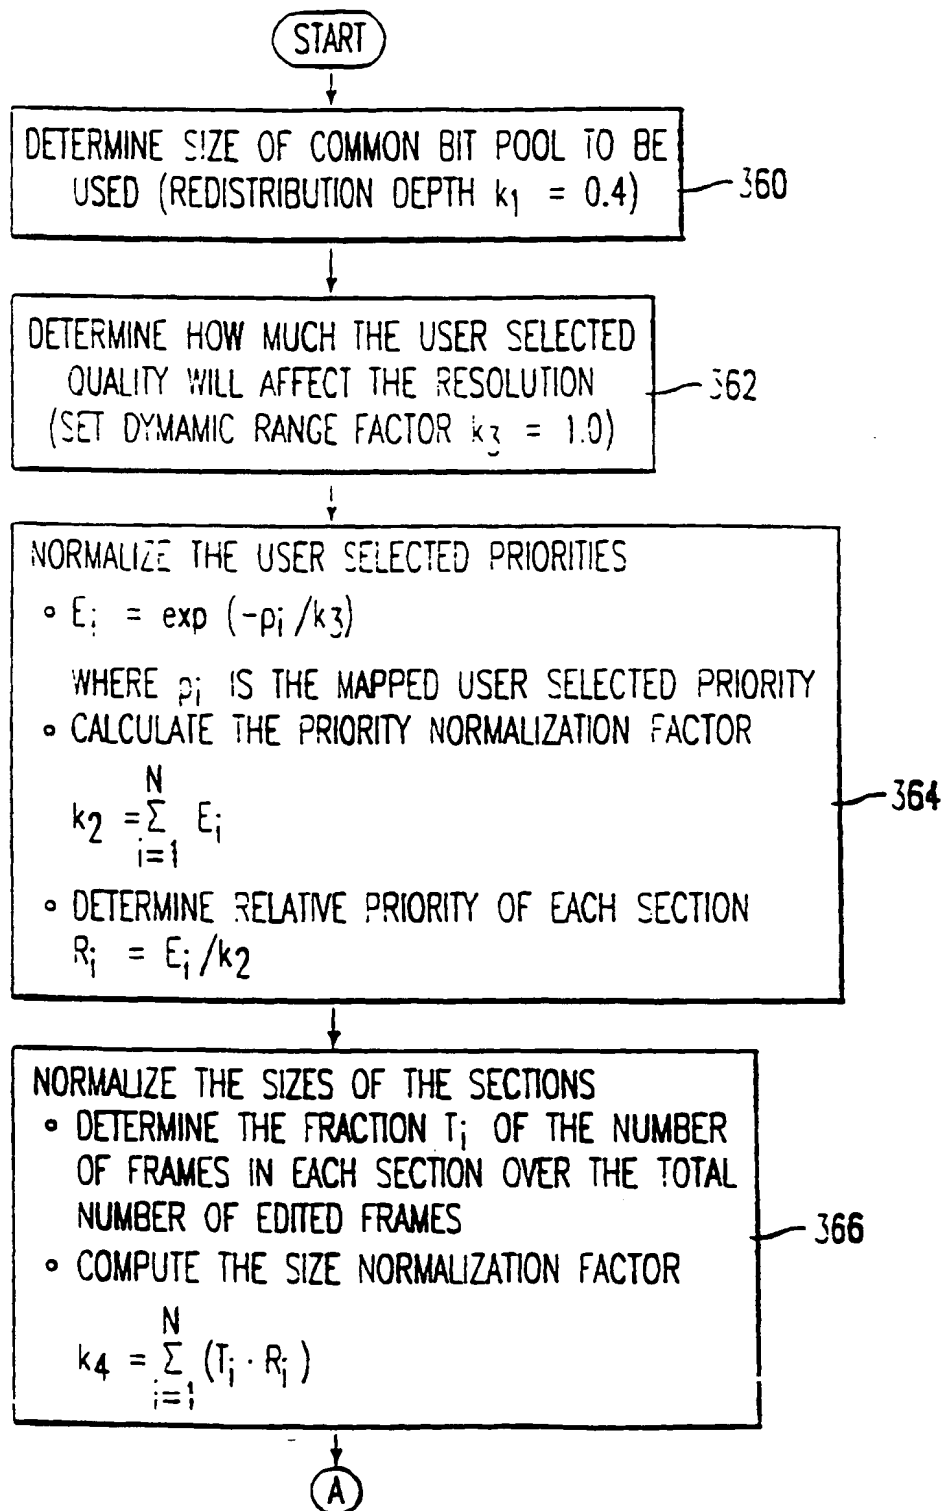 START
DETERMINE SIZE OF COMMON BIT POOL TO BE
USED (REDISTRIBUTION DEPTH k1 = 0.4)
360
DETERMINE HOW MUCH THE USER SELECTED
QUALITY WILL AFFECT THE RESOLUTION
(SET DYMAMIC RANGE FACTOR k3 = 1.0)
362
NORMALIZE THE USER SELECTED PRIORITIES
∘ Ei = exp (-pi/k3)
WHERE pi IS THE MAPPED USER SELECTED PRIORITY
∘ CALCULATE THE PRIORITY NORMALIZATION FACTOR
N
k2 = Σ Ei
i=1
364
∘ DETERMINE RELATIVE PRIORITY OF EACH SECTION
Ri = Ei/k2
NORMALIZE THE SIZES OF THE SECTIONS
∘ DETERMINE THE FRACTION Ti OF THE NUMBER
OF FRAMES IN EACH SECTION OVER THE TOTAL
NUMBER OF EDITED FRAMES
366
∘ COMPUTE THE SIZE NORMALIZATION FACTOR
N
k4 = Σ (Ti · Ri)
i=1
A